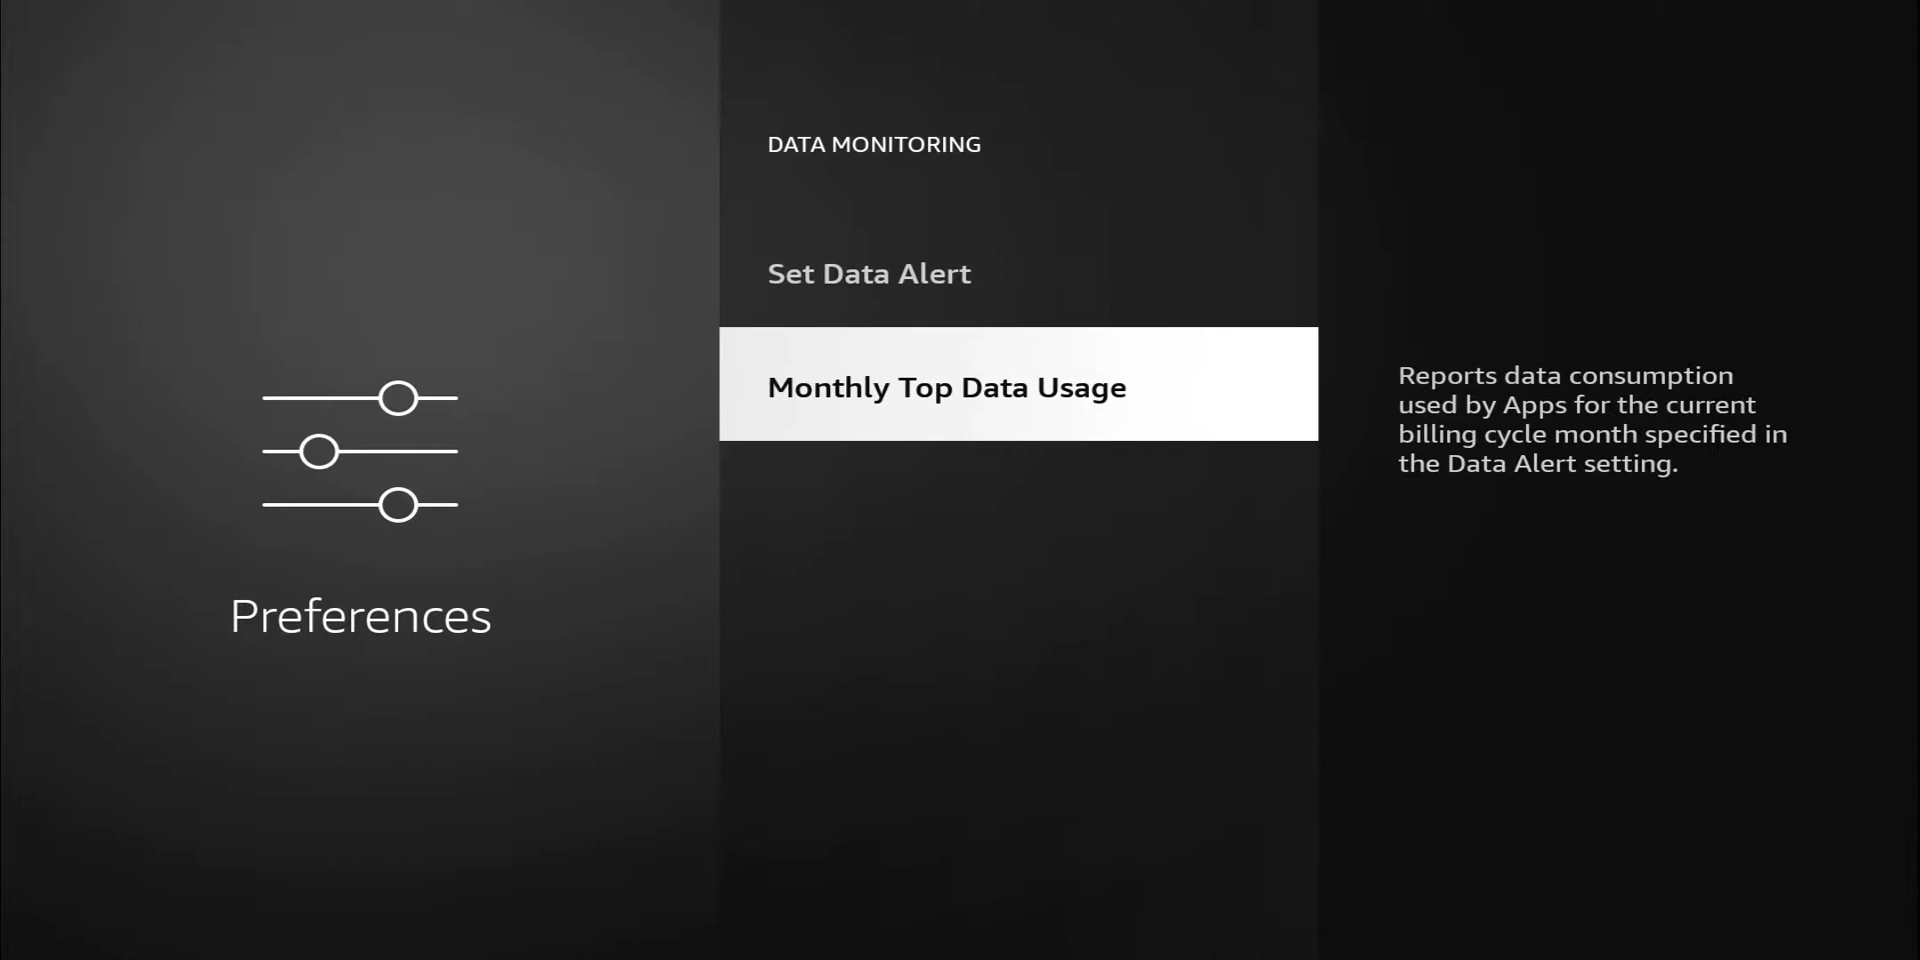 DATA MONITORING
Set Data Alert
Monthly Top Data Usage
Reports data consumption
used by Apps for the current
billing cycle month specified in
the Data Alert setting.
Preferences